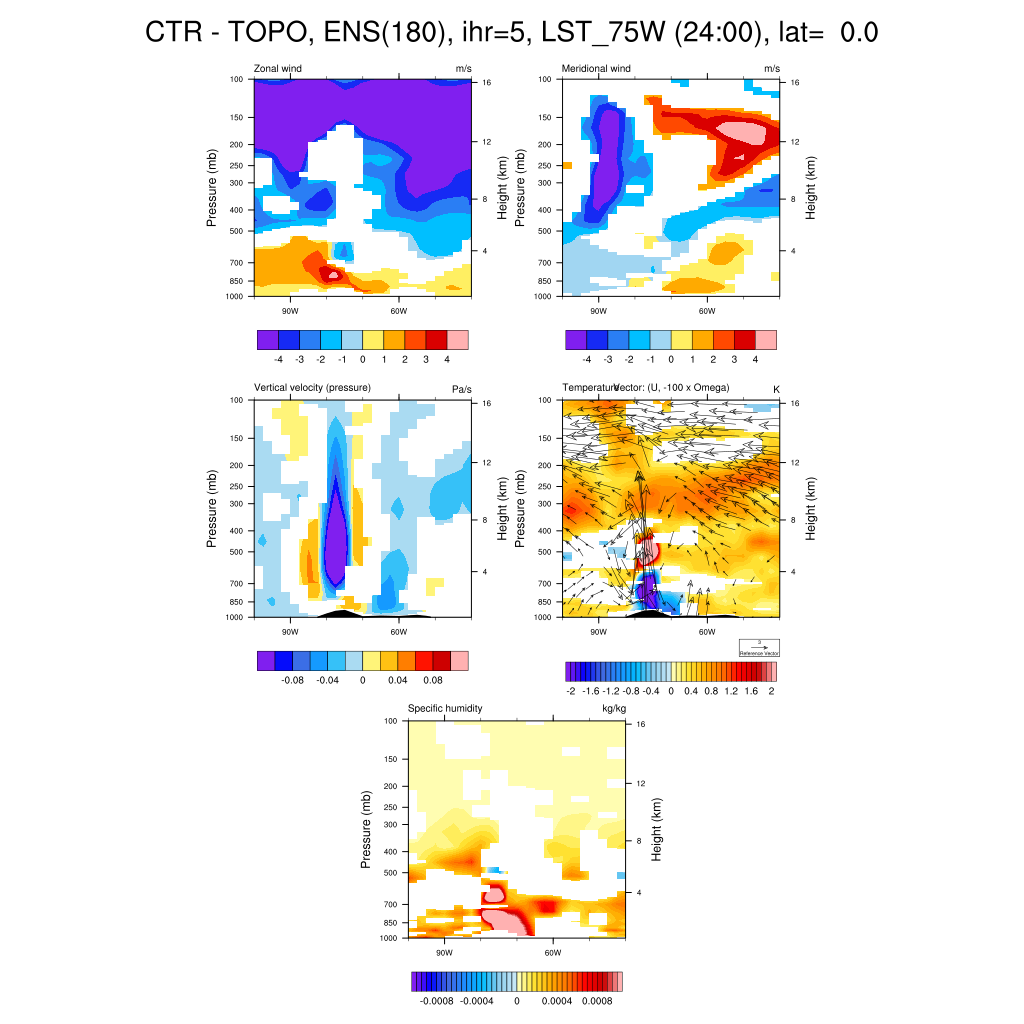 CTR - TOPO, ENS(180), ihr=5, LST_75W (24:00), lat= 0.0
Zonal wind m/s
Meridional wind m/s
100
150
200
250
300
400
500
700
850
1000
Pressure (mb)
16
12
8
4
Height (km)
90W 60W
100
150
200
250
300
400
500
700
850
1000
Pressure (mb)
16
12
8
4
Height (km)
90W 60W
-4 -3 -2 -1 0 1 2 3 4
-4 -3 -2 -1 0 1 2 3 4
Vertical velocity (pressure) Pa/s
Temperature Vector: (U, -100 x Omega) K
100
150
200
250
300
400
500
700
850
1000
Pressure (mb)
16
12
8
4
Height (km)
90W 60W
100
150
200
250
300
400
500
700
850
1000
Pressure (mb)
16
12
8
4
Height (km)
90W 60W
3
Reference Vector
-0.08 -0.04 0 0.04 0.08
-2 -1.6 -1.2 -0.8 -0.4 0 0.4 0.8 1.2 1.6 2
Specific humidity kg/kg
100
150
200
250
300
400
500
700
850
1000
Pressure (mb)
16
12
8
4
Height (km)
90W 60W
-0.0008 -0.0004 0 0.0004 0.0008